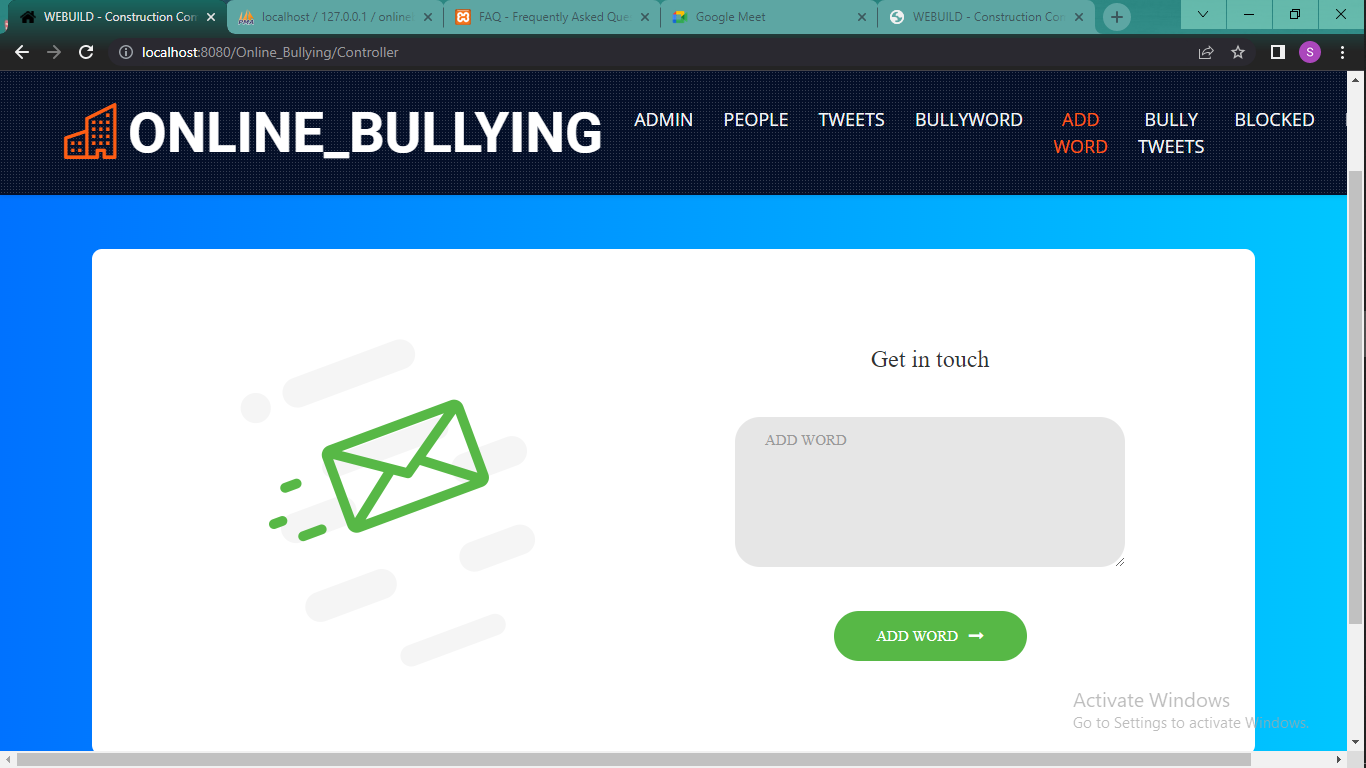 WEBUILD - Construction Con
localhost / 127.0.0.1 / online
FAQ - Frequently Asked Que
Google Meet
WEBUILD - Construction Con
localhost:8080/Online_Bullying/Controller
S
ONLINE_BULLYING
ADMIN
PEOPLE
TWEETS
BULLYWORD
ADD
WORD
BULLY
TWEETS
BLOCKED
Get in touch
ADD WORD
ADD WORD
Activate Windows
Go to Settings to activate Windows.